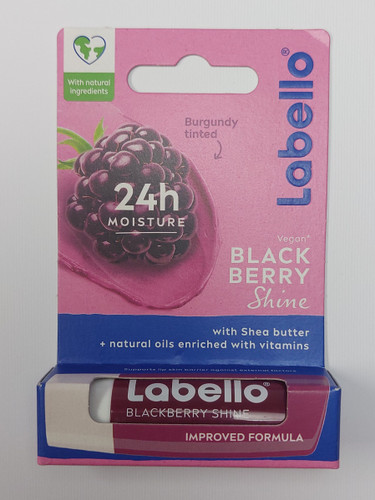 With natural
ingredients
Labello®
Burgundy
tinted
24h
MOISTURE
Vegan*
BLACK
BERRY
Shine
with Shea butter
+ natural oils enriched with vitamins
Labello®
BLACKBERRY SHINE
IMPROVED FORMULA